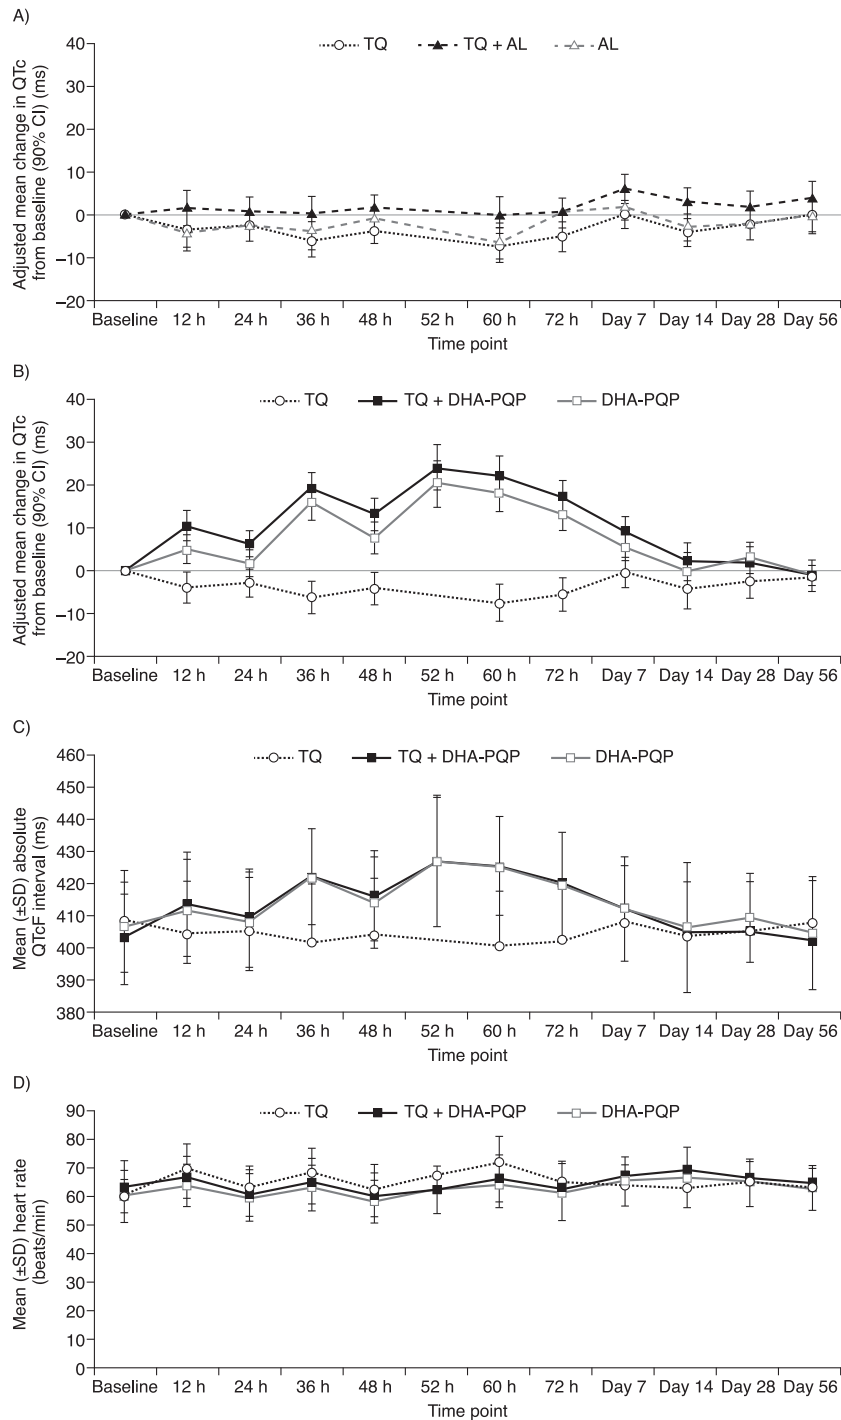 A)
TQ TQ + AL AL
Adjusted mean change in QTc
from baseline (90% CI) (ms)
40
30
20
10
0
–10
–20
Baseline 12 h 24 h 36 h 48 h 52 h 60 h 72 h Day 7 Day 14 Day 28 Day 56
Time point
B)
TQ TQ + DHA-PQP DHA-PQP
Adjusted mean change in QTc
from baseline (90% CI) (ms)
40
30
20
10
0
–10
–20
Baseline 12 h 24 h 36 h 48 h 52 h 60 h 72 h Day 7 Day 14 Day 28 Day 56
Time point
C)
TQ TQ + DHA-PQP DHA-PQP
Mean (±SD) absolute
QTcF interval (ms)
460
450
440
430
420
410
400
390
380
Baseline 12 h 24 h 36 h 48 h 52 h 60 h 72 h Day 7 Day 14 Day 28 Day 56
Time point
D)
TQ TQ + DHA-PQP DHA-PQP
Mean (±SD) heart rate
(beats/min)
90
80
70
60
50
40
30
20
10
0
Baseline 12 h 24 h 36 h 48 h 52 h 60 h 72 h Day 7 Day 14 Day 28 Day 56
Time point